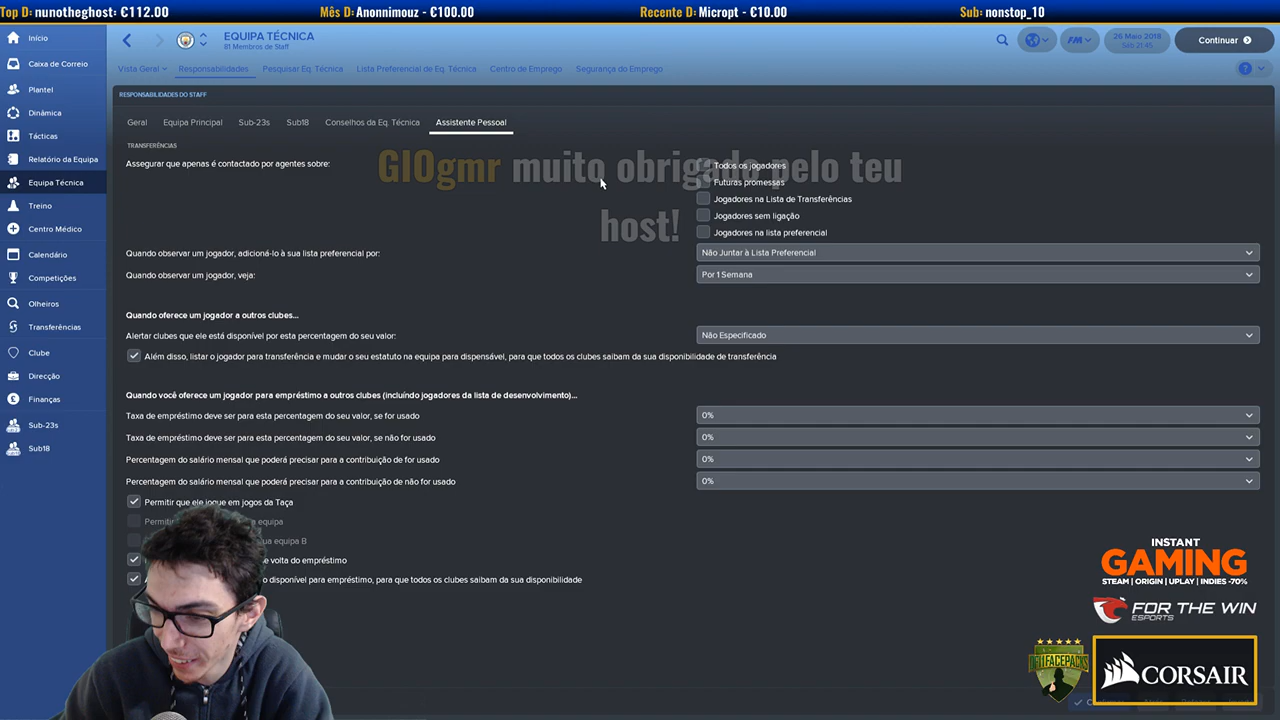 Top D: nunotheghost: €112.00
Mês D: Anonnimouz - €100.00
Recente D: Micropt - €10.00
Sub: nonstop_10
Início
Caixa de Correio
Plantel
Dinâmica
Tácticas
Relatório da Equipa
Equipa Técnica
Treino
Centro Médico
Calendário
Competições
Olheiros
Transferências
Clube
Direcção
Finanças
Sub-23s
Sub18
EQUIPA TÉCNICA
81 Membros de Staff
FM
26 Maio 2018
Sáb 21:45
Continuar
Vista Geral
Responsabilidades
Pesquisar Eq. Técnica
Lista Preferencial de Eq. Técnica
Centro de Emprego
Segurança do Emprego
RESPONSABILIDADES DO STAFF
Geral
Equipa Principal
Sub-23s
Sub18
Conselhos da Eq. Técnica
Assistente Pessoal
TRANSFERÊNCIAS
Assegurar que apenas é contactado por agentes sobre:
Todos os jogadores
Futuras promessas
Jogadores na Lista de Transferências
Jogadores sem ligação
Jogadores na lista preferencial
GIOgmr muito obrigado pelo teu
host!
Quando observar um jogador, adicioná-lo à sua lista preferencial por:
Não Juntar à Lista Preferencial
Quando observar um jogador, veja:
Por 1 Semana
Quando oferece um jogador a outros clubes...
Alertar clubes que ele está disponível por esta percentagem do seu valor:
Não Especificado
Além disso, listar o jogador para transferência e mudar o seu estatuto na equipa para dispensável, para que todos os clubes saibam da sua disponibilidade de transferência
Quando você oferece um jogador para empréstimo a outros clubes (incluíndo jogadores da lista de desenvolvimento)...
Taxa de empréstimo deve ser para esta percentagem do seu valor, se for usado
0%
Taxa de empréstimo deve ser para esta percentagem do seu valor, se não for usado
0%
Percentagem do salário mensal que poderá precisar para a contribuição de for usado
0%
Percentagem do salário mensal que poderá precisar para a contribuição de não for usado
0%
Permitir que ele jogue em jogos da Taça
Permitir
equipa
ua equipa B
e volta do empréstimo
disponível para empréstimo, para que todos os clubes saibam da sua disponibilidade
INSTANT
GAMING
STEAM | ORIGIN | UPLAY | INDIES -70%
FOR THE WIN
ESPORTS
CORSAIR